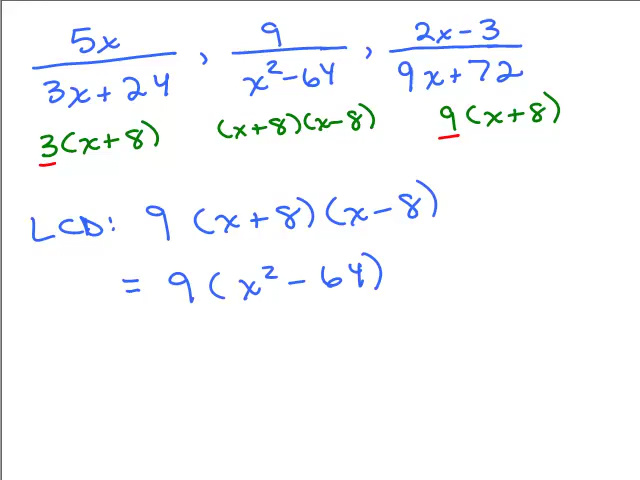 5x/(3x+24) , 9/(x²-64) , (2x-3)/(9x+72)
3(x+8) (x+8)(x-8) 9(x+8)
LCD: 9(x+8)(x-8)
= 9(x²-64)